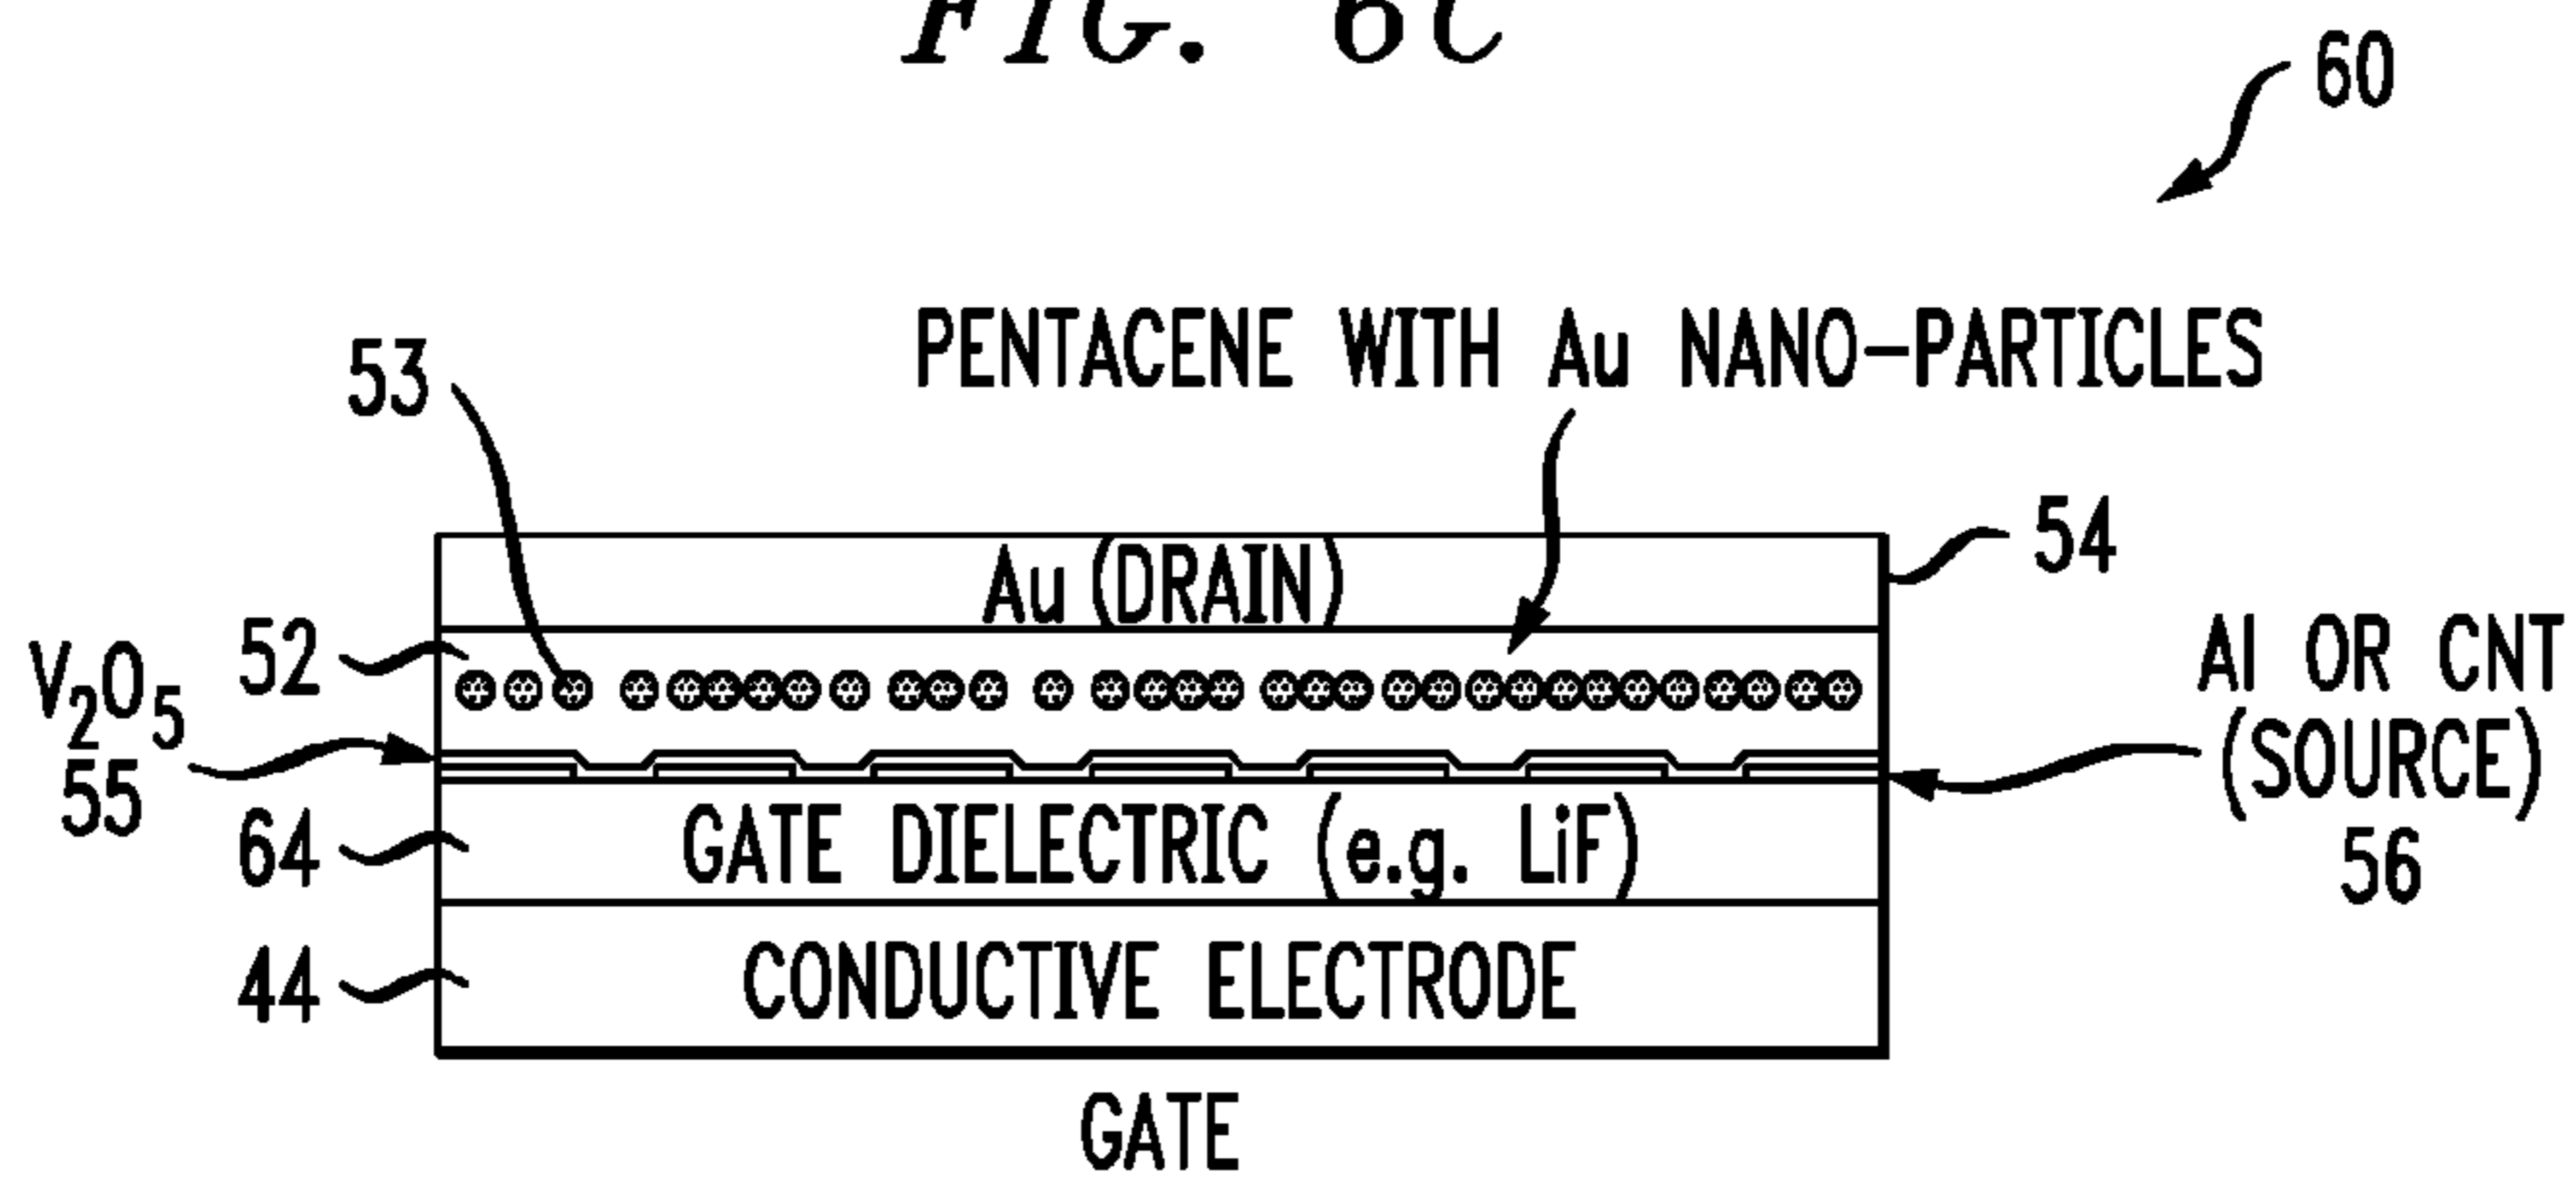 FIG. 6C
60
PENTACENE WITH Au NANO-PARTICLES
53
54
Au (DRAIN)
52
V2O5
55
Al OR CNT
(SOURCE)
56
64
GATE DIELECTRIC (e.g. LiF)
44
CONDUCTIVE ELECTRODE
GATE